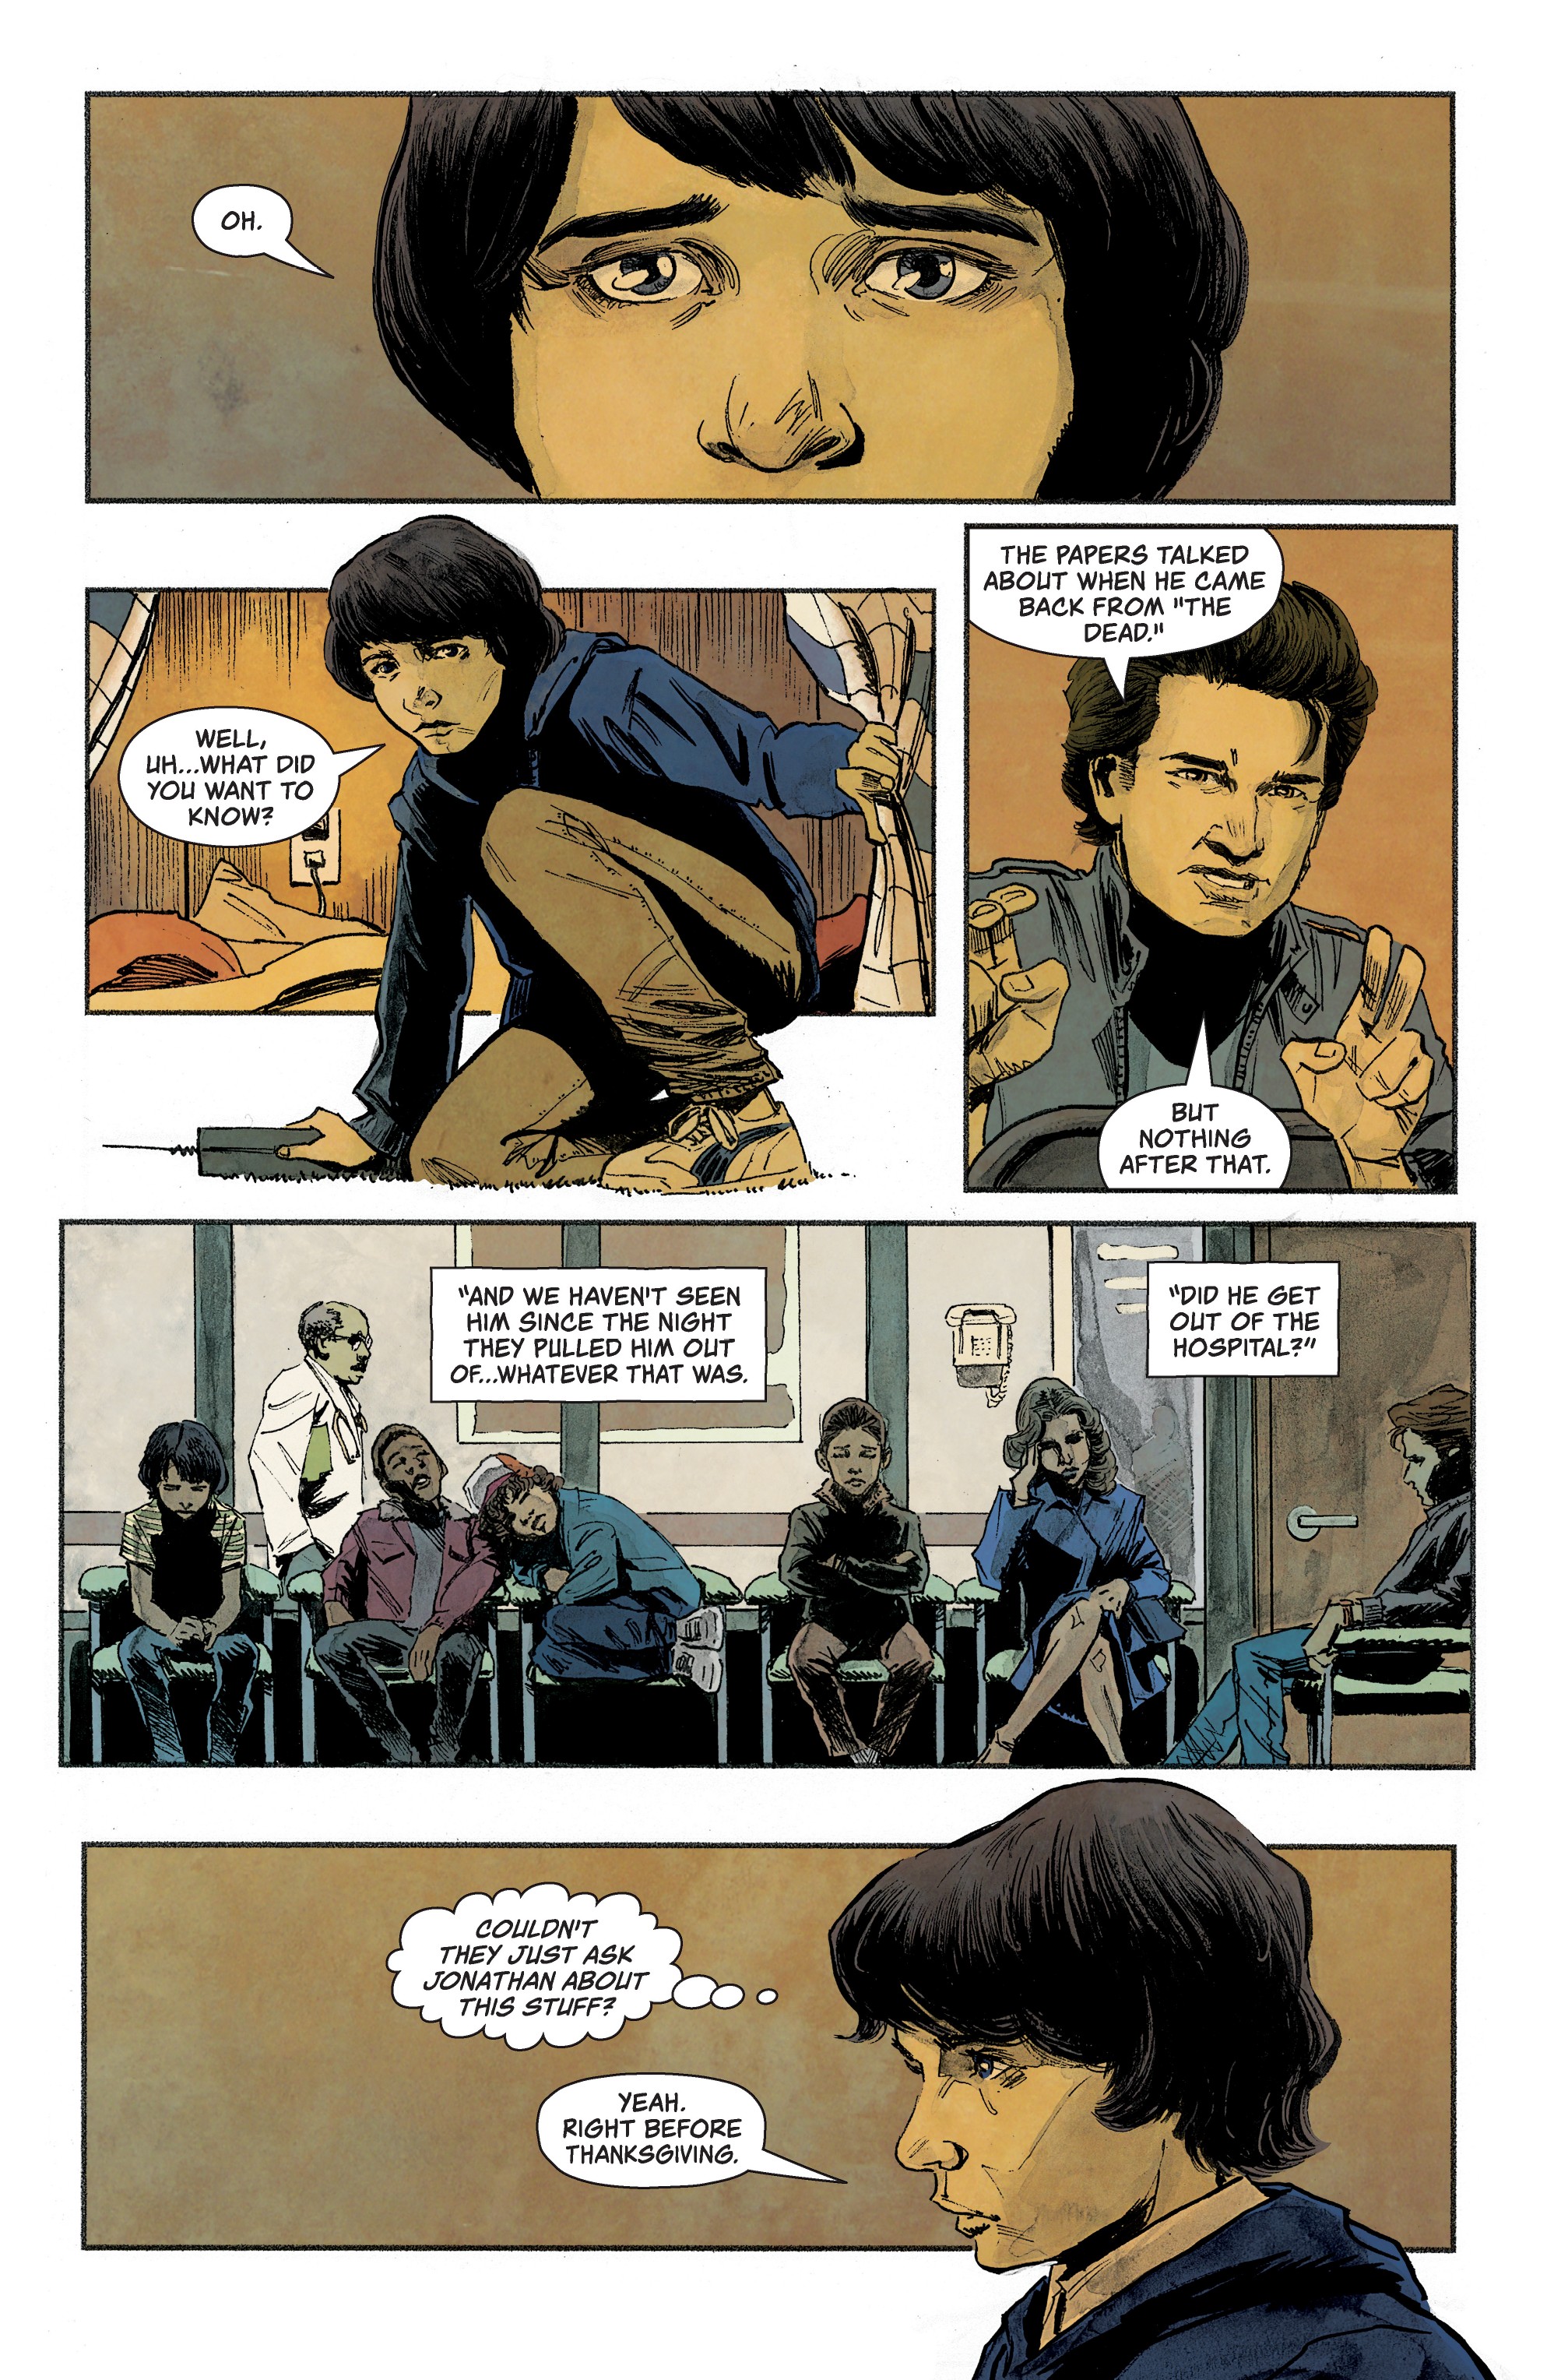 OH.
WELL,
UH...WHAT DID
YOU WANT TO
KNOW?
THE PAPERS TALKED
ABOUT WHEN HE CAME
BACK FROM "THE
DEAD."
BUT
NOTHING
AFTER THAT.
"AND WE HAVEN'T SEEN
HIM SINCE THE NIGHT
THEY PULLED HIM OUT
OF...WHATEVER THAT WAS.
"DID HE GET
OUT OF THE
HOSPITAL?"
COULDN'T
THEY JUST ASK
JONATHAN ABOUT
THIS STUFF?
YEAH.
RIGHT BEFORE
THANKSGIVING.